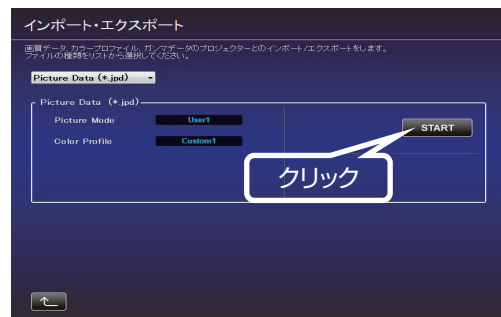 インポート・エクスポート
画質データ、カラープロファイル、ガンマデータのプロジェクターとのインポート/エクスポートをします。
ファイルの種類をリストから選択してください。
Picture Data (*.jpd)
Picture Data (*.jpd)
Picture Mode User1
START
Color Profile Custom1
クリック